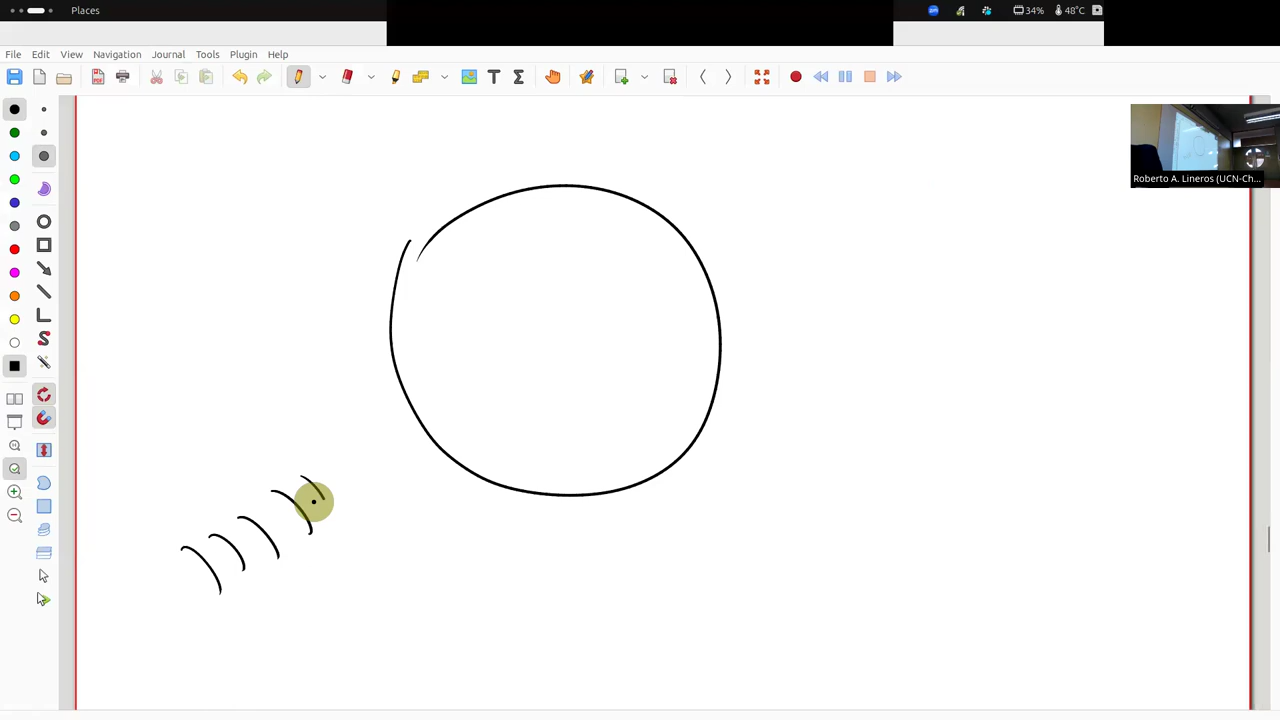 Places
34%
48°C
File Edit View Navigation Journal Tools Plugin Help
Roberto A. Lineros (UCN-Ch...